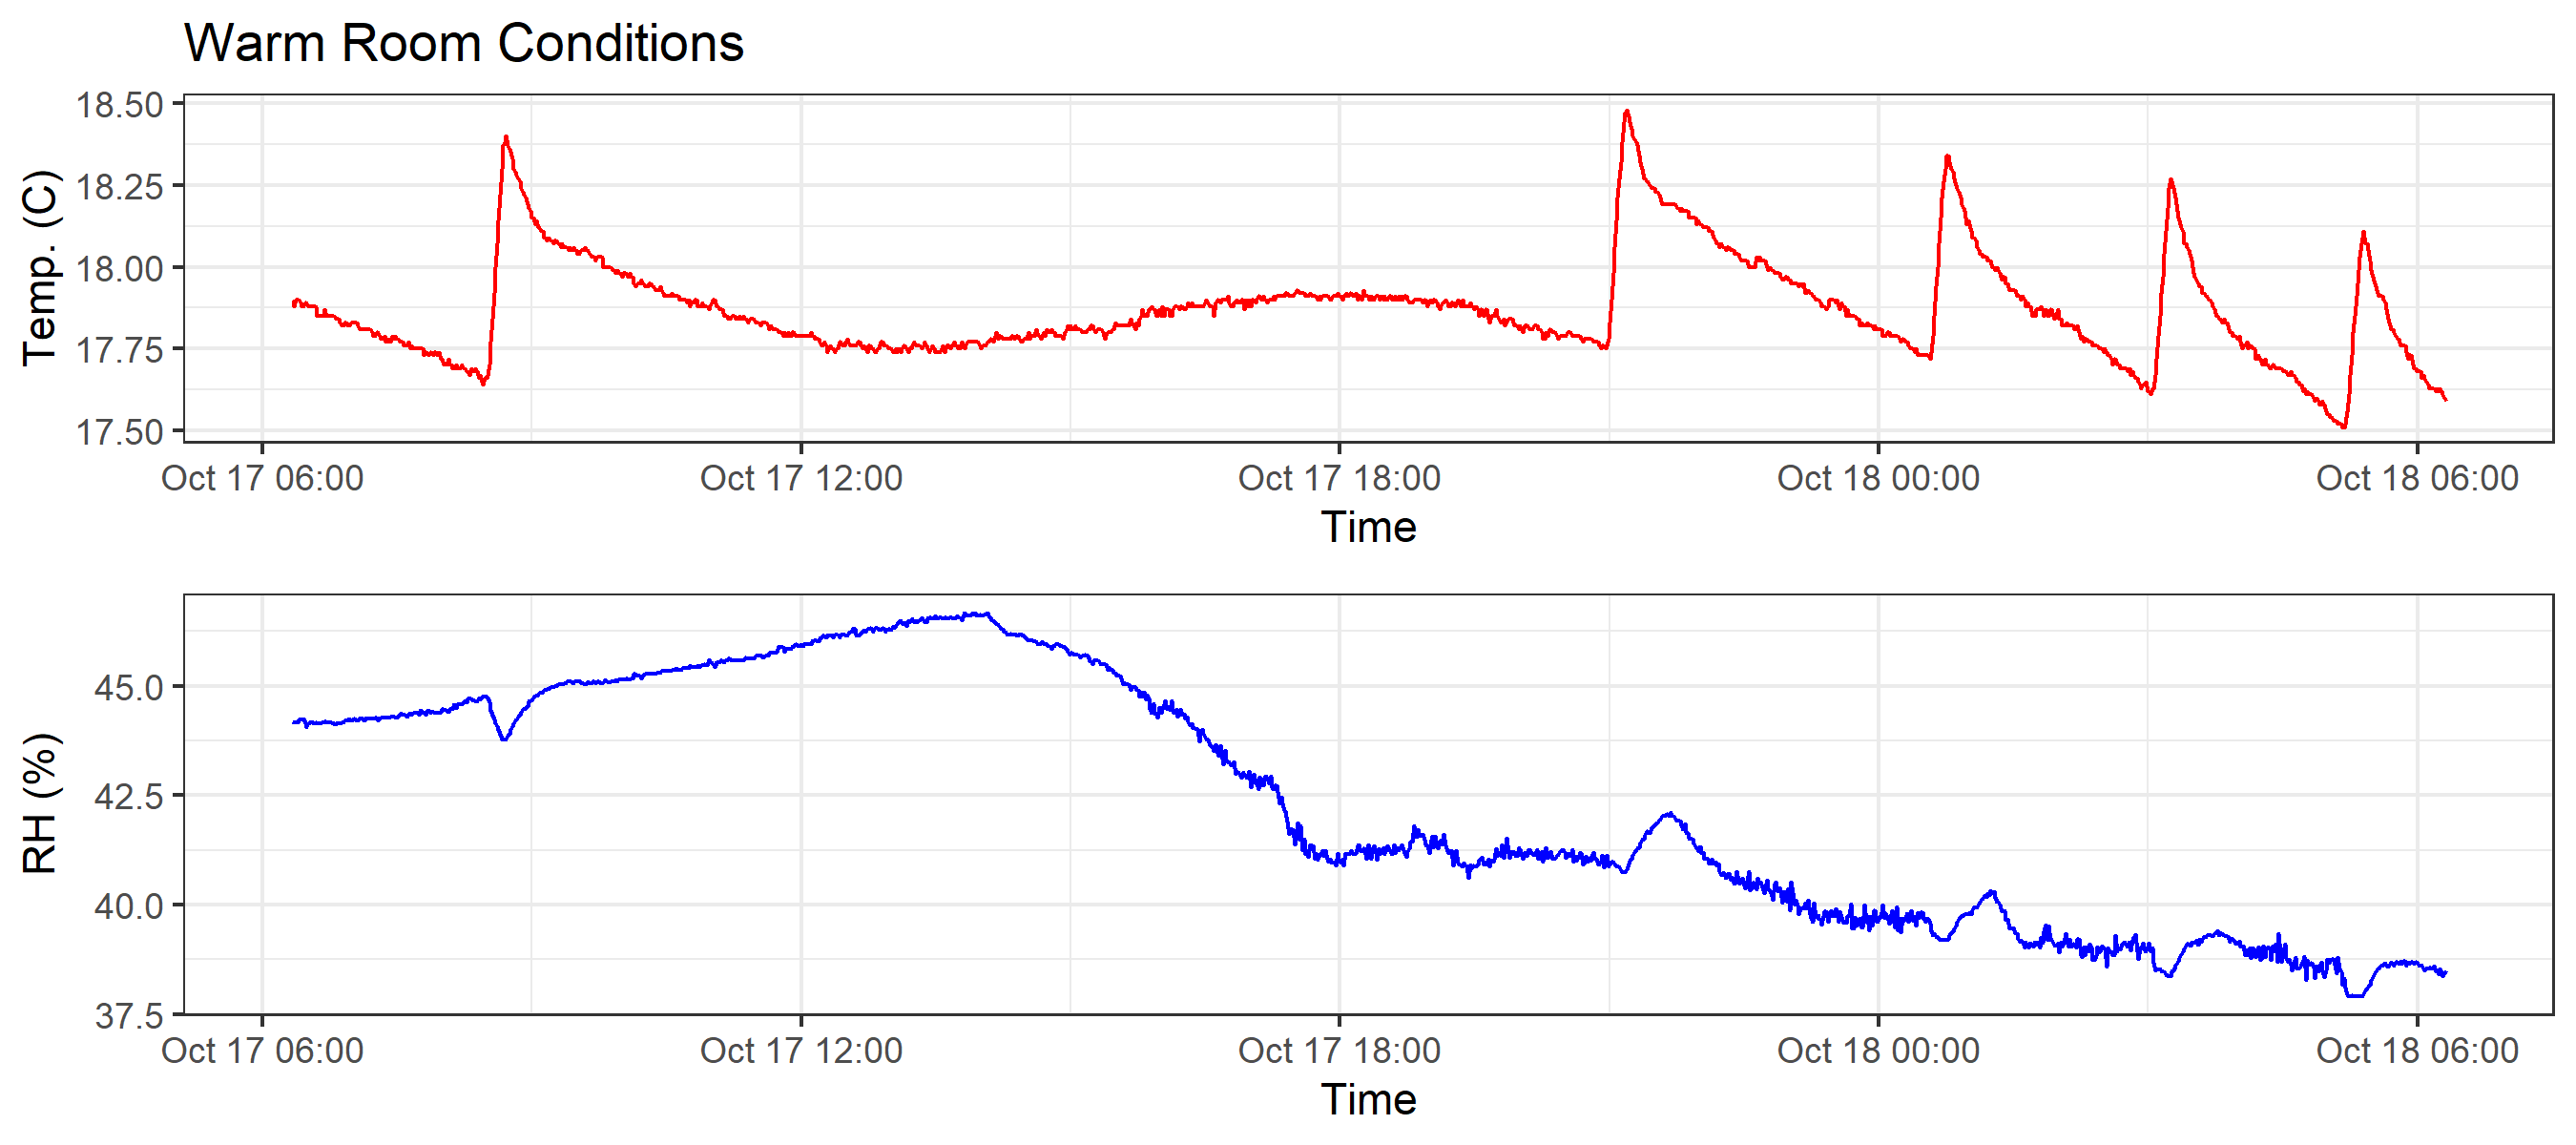 Warm Room Conditions
Temp. (C)
18.50
18.25
18.00
17.75
17.50
Oct 17 06:00 Oct 17 12:00 Oct 17 18:00 Oct 18 00:00 Oct 18 06:00
Time
RH (%)
45.0
42.5
40.0
37.5
Oct 17 06:00 Oct 17 12:00 Oct 17 18:00 Oct 18 00:00 Oct 18 06:00
Time